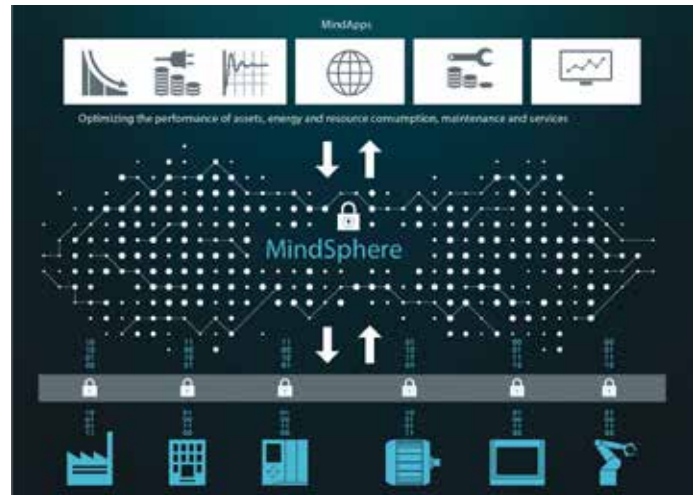 MindApps
Optimizing the performance of assets, energy and resource consumption, maintenance and services
MindSphere